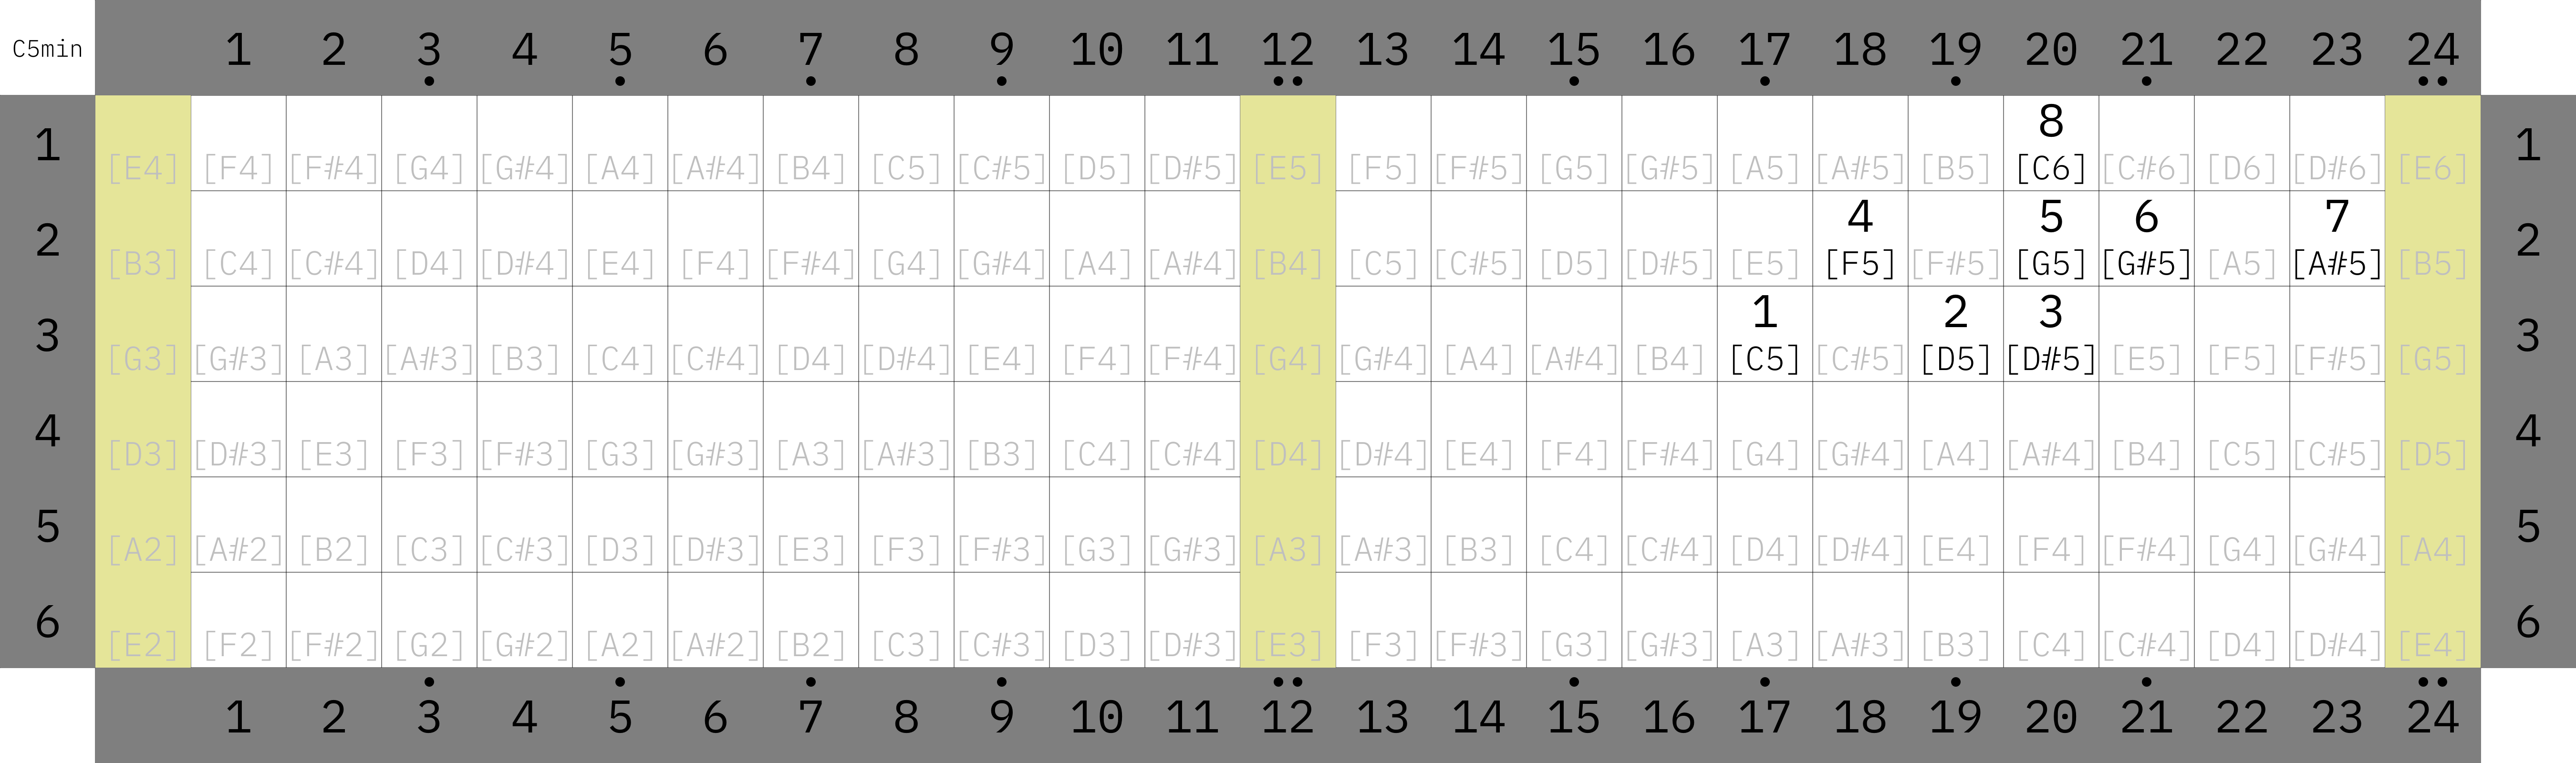 C5min 1 2 3 4 5 6 7 8 9 10 11 12 13 14 15 16 17 18 19 20 21 22 23 24
8
1 [E4] [F4] [F#4] [G4] [G#4] [A4] [A#4] [B4] [C5] [C#5] [D5] [D#5] [E5] [F5] [F#5] [G5] [G#5] [A5] [A#5] [B5] [C6] [C#6] [D6] [D#6] [E6] 1
4 5 6 7
2 [B3] [C4] [C#4] [D4] [D#4] [E4] [F4] [F#4] [G4] [G#4] [A4] [A#4] [B4] [C5] [C#5] [D5] [D#5] [E5] [F5] [F#5] [G5] [G#5] [A5] [A#5] [B5] 2
1 2 3
3 [G3] [G#3] [A3] [A#3] [B3] [C4] [C#4] [D4] [D#4] [E4] [F4] [F#4] [G4] [G#4] [A4] [A#4] [B4] [C5] [C#5] [D5] [D#5] [E5] [F5] [F#5] [G5] 3
4 [D3] [D#3] [E3] [F3] [F#3] [G3] [G#3] [A3] [A#3] [B3] [C4] [C#4] [D4] [D#4] [E4] [F4] [F#4] [G4] [G#4] [A4] [A#4] [B4] [C5] [C#5] [D5] 4
5 [A2] [A#2] [B2] [C3] [C#3] [D3] [D#3] [E3] [F3] [F#3] [G3] [G#3] [A3] [A#3] [B3] [C4] [C#4] [D4] [D#4] [E4] [F4] [F#4] [G4] [G#4] [A4] 5
6 [E2] [F2] [F#2] [G2] [G#2] [A2] [A#2] [B2] [C3] [C#3] [D3] [D#3] [E3] [F3] [F#3] [G3] [G#3] [A3] [A#3] [B3] [C4] [C#4] [D4] [D#4] [E4] 6
1 2 3 4 5 6 7 8 9 10 11 12 13 14 15 16 17 18 19 20 21 22 23 24